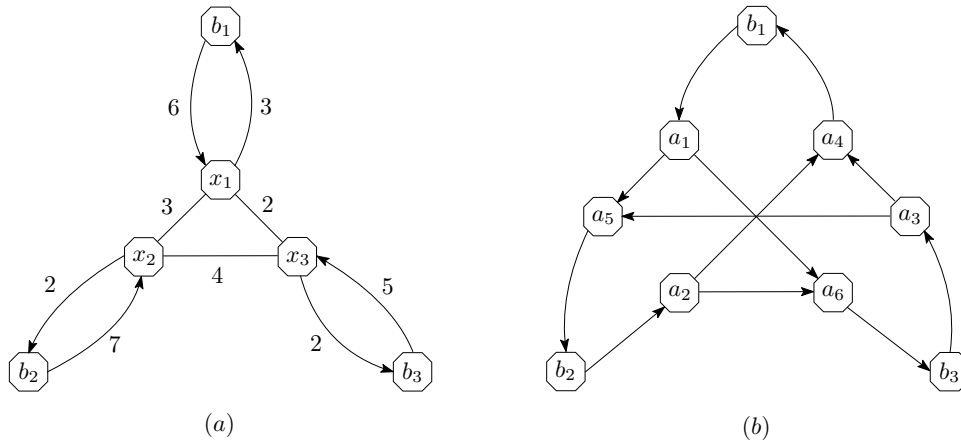 b₁
b₁
6
3
a₁
a₄
x₁
3
2
a₅
a₃
x₂
x₃
4
2
5
a₂
a₆
7
2
b₂
b₃
b₂
b₃
(a)
(b)